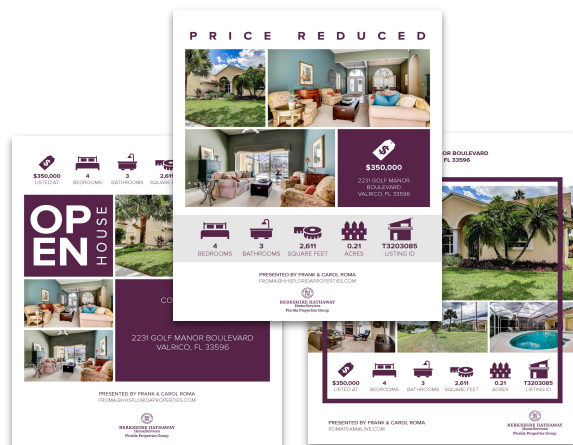 PRICE REDUCED
$
$350,000
2231 GOLF MANOR
BOULEVARD
VALRICO, FL 33596
4
BEDROOMS
3
BATHROOMS
2,611
SQUARE FEET
0.21
ACRES
T3203085
LISTING ID
PRESENTED BY FRANK & CAROL ROMA
FROMA.BHHSFLORIDAPROPERTIES.COM
BERKSHIRE HATHAWAY
HomeServices
Florida Properties Group
$
$350,000
LISTED AT
4
BEDROOMS
3
BATHROOMS
2,611
SQUARE F
OPEN
HOUSE
CO
2231 GOLF MANOR BOULEVARD
VALRICO, FL 33596
PRESENTED BY FRANK & CAROL ROMA
FROMA.BHHSFLORIDAPROPERTIES.COM
BERKSHIRE HATHAWAY
HomeServices
Florida Properties Group
OR BOULEVARD
FL 33596
$
$350,000
LISTED AT
4
BEDROOMS
3
BATHROOMS
2,611
SQUARE FEET
0.21
ACRES
T3203085
LISTING ID
PRESENTED BY FRANK & CAROL ROMA
ROMATEAM@LIVE.COM
BERKSHIRE HATHAWAY
HomeServices
Florida Properties Group